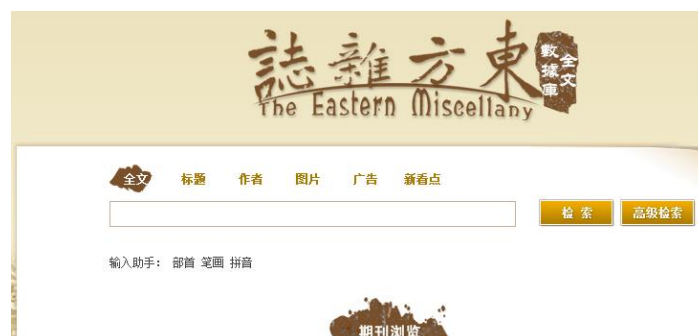 誌雜方東
全文
數據庫
The Eastern Miscellany
全文 标题 作者 图片 广告 新看点
检 索 高级检索
输入助手： 部首 笔画 拼音
期刊浏览